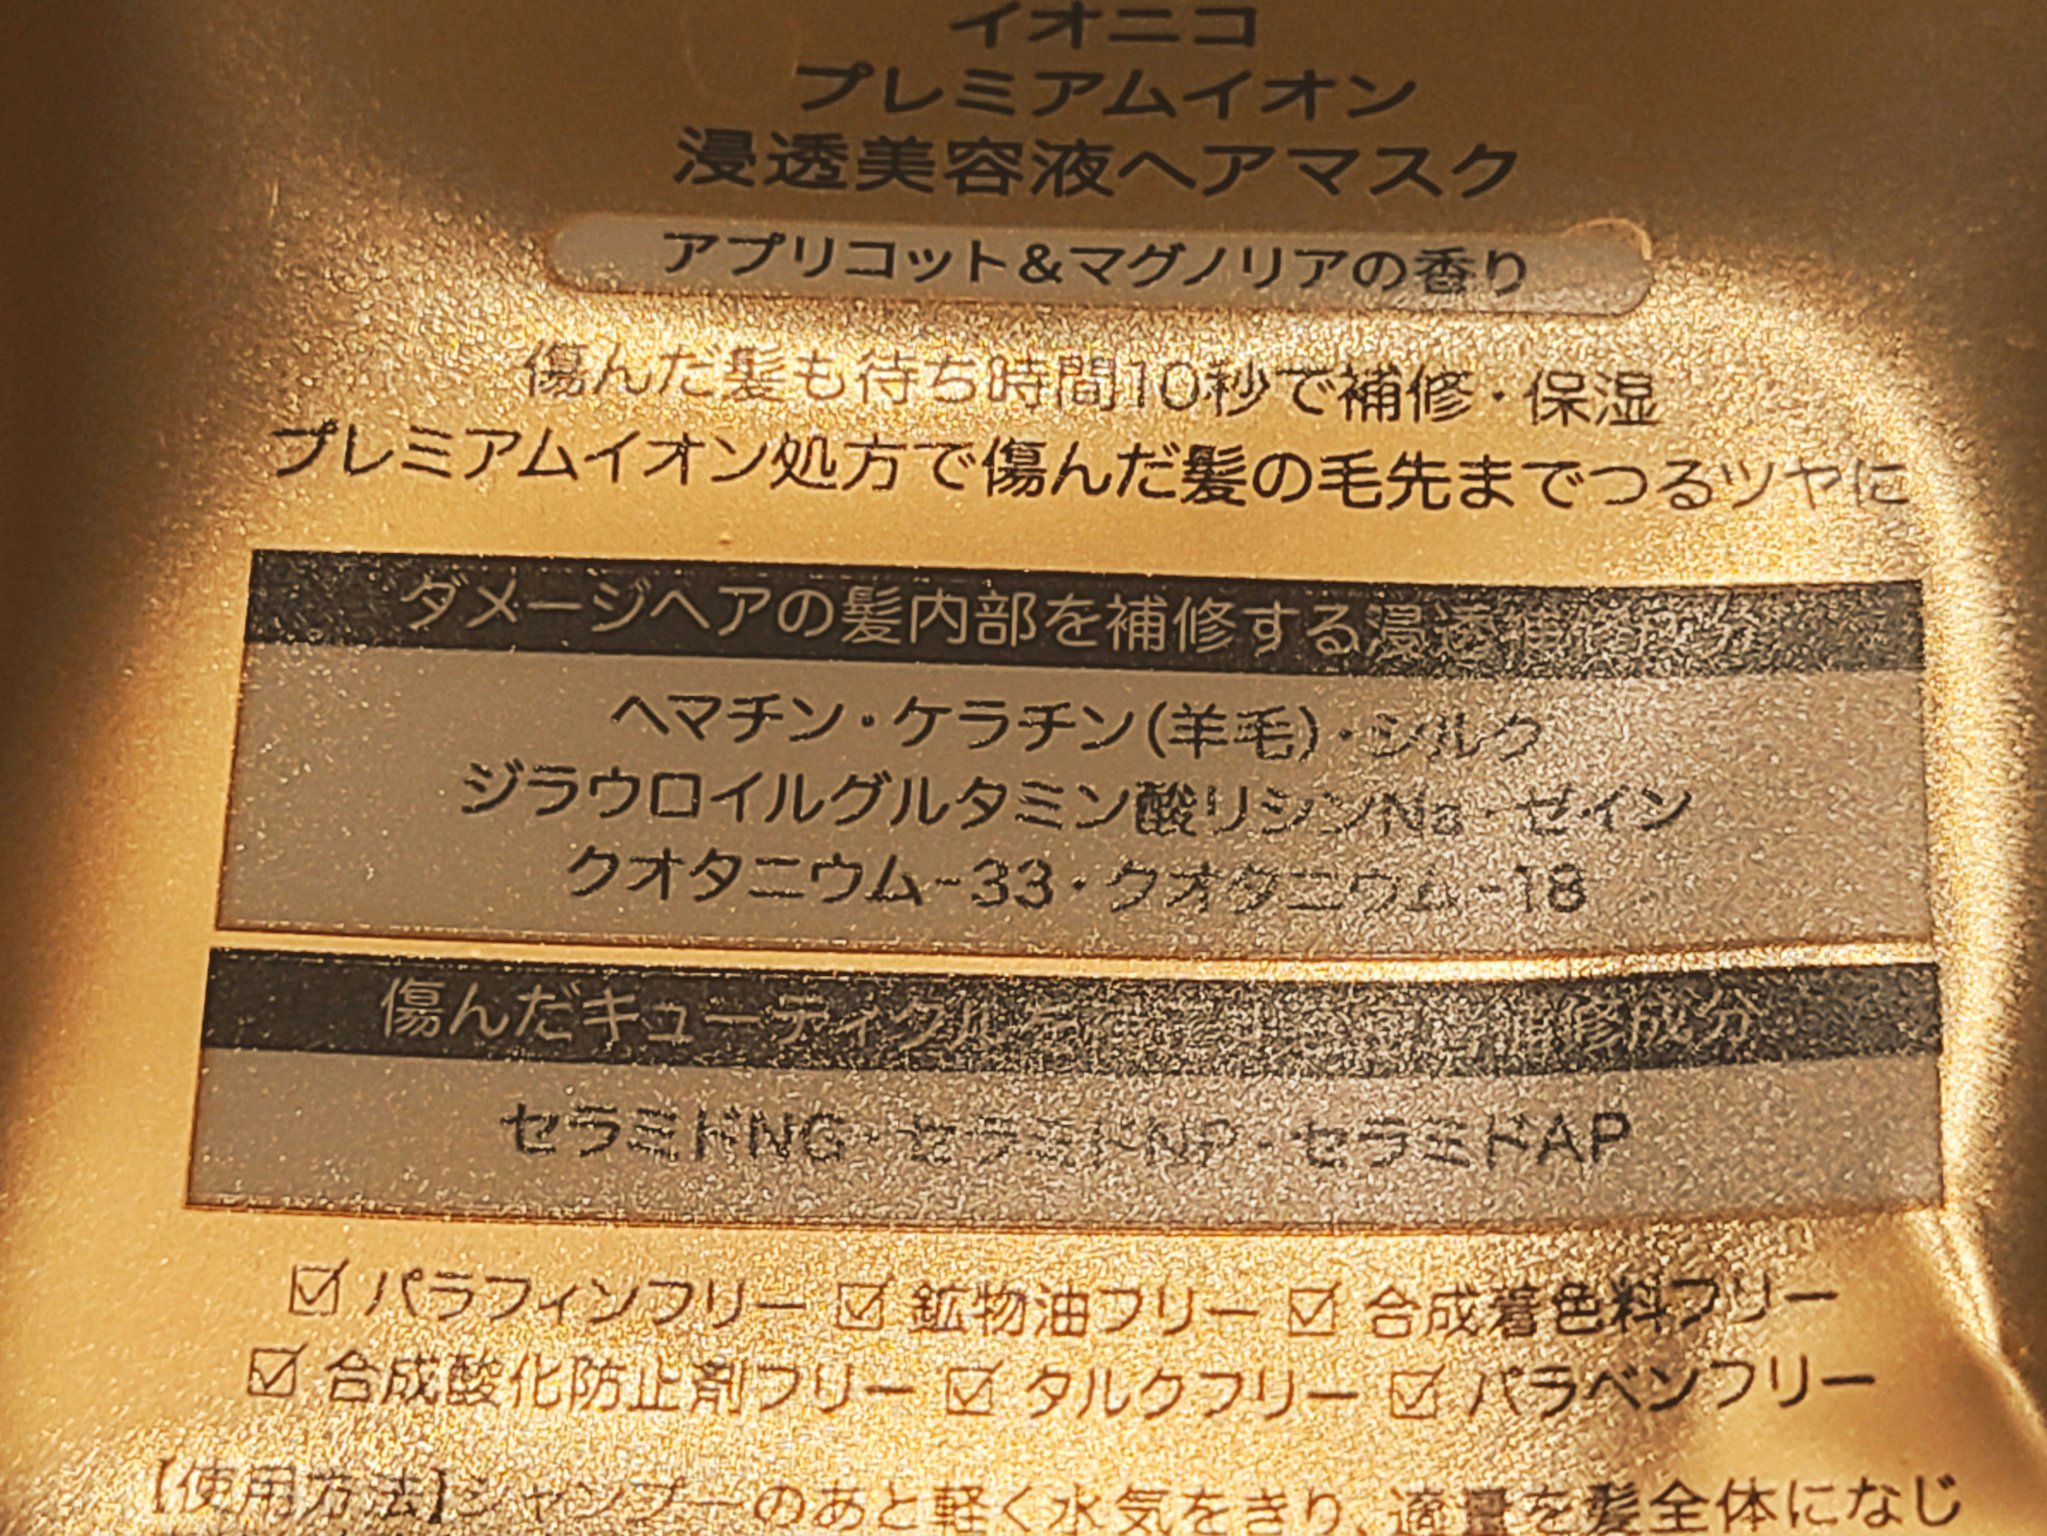 イオニコ
プレミアムイオン
浸透美容液ヘアマスク
アプリコット&マグノリアの香り
傷んだ髪も待ち時間10秒で補修・保湿
プレミアムイオン処方で傷んだ髪の毛先までつるツヤに
ダメージヘアの髪内部を補修する浸透補修成分
ヘマチン・ケラチン(羊毛)・シルク
ジラウロイルグルタミン酸リシンNa・ゼイン
クオタニウム-33・クオタニウム-18
傷んだキューティクルを 補修成分
セラミドNG・セラミドNP・セラミドAP
☑パラフィンフリー ☑鉱物油フリー ☑合成着色料フリー
☑合成酸化防止剤フリー ☑タルクフリー ☑パラベンフリー
【使用方法】シャンプーのあと軽く水気をきり、適量を髪全体になじ